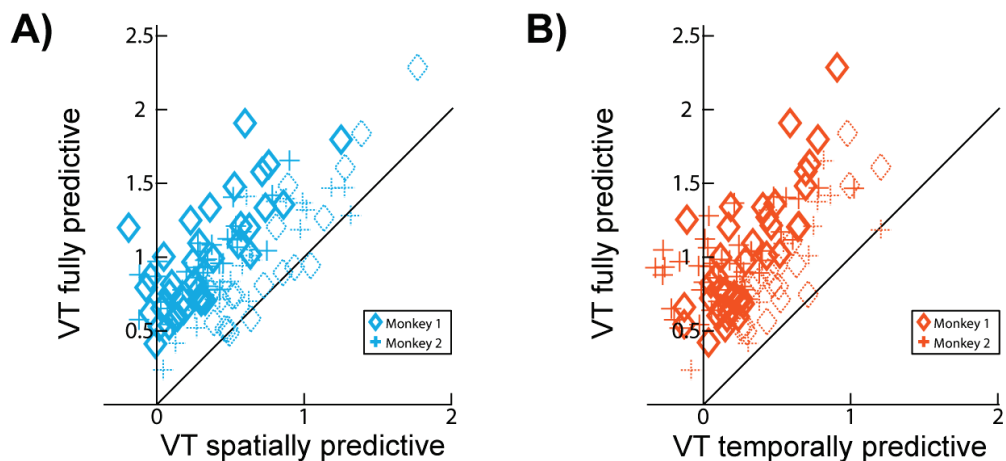 A)
VT fully predictive
2.5
2
1.5
1
0.5
0
1
2
VT spatially predictive
Monkey 1
Monkey 2
B)
VT fully predictive
2.5
2
1.5
1
0.5
0
1
2
VT temporally predictive
Monkey 1
Monkey 2